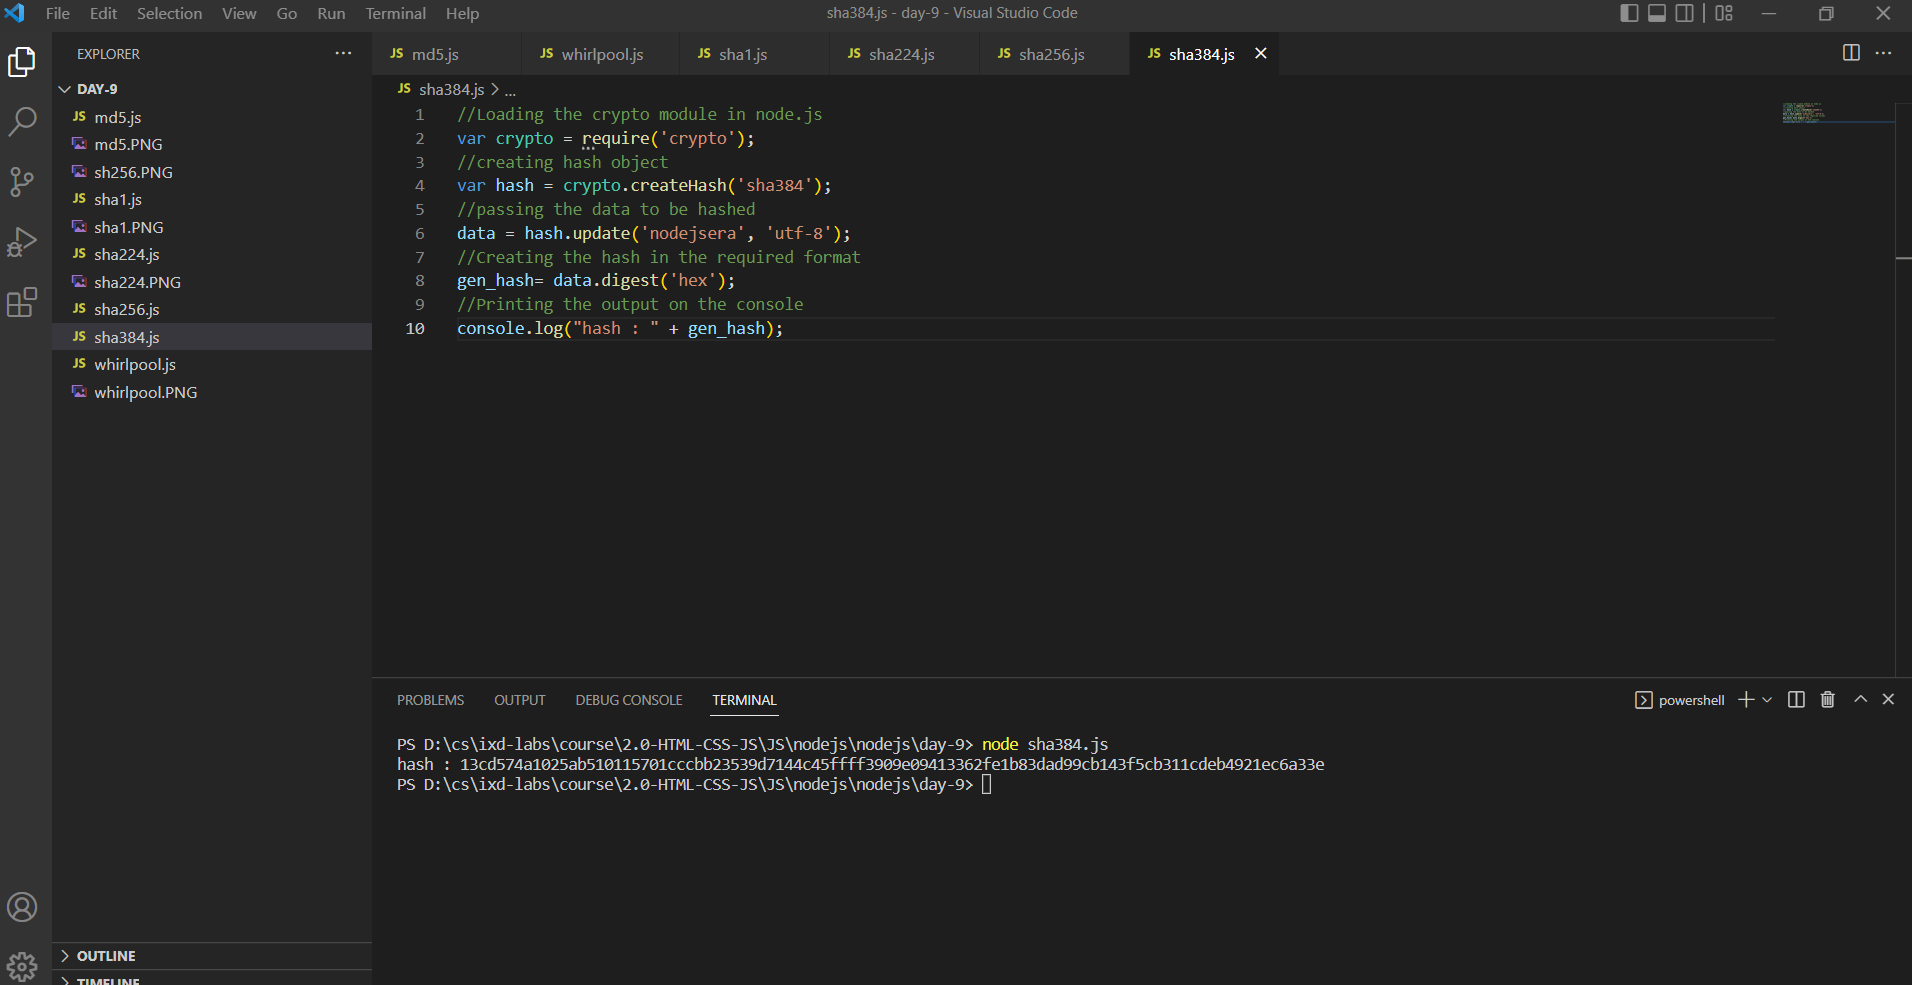 File Edit Selection View Go Run Terminal Help
sha384.js - day-9 - Visual Studio Code
EXPLORER
DAY-9
JS md5.js
md5.PNG
sh256.PNG
JS sha1.js
sha1.PNG
JS sha224.js
sha224.PNG
JS sha256.js
JS sha384.js
JS whirlpool.js
whirlpool.PNG
OUTLINE
TIMELINE
JS md5.js JS whirlpool.js JS sha1.js JS sha224.js JS sha256.js JS sha384.js
JS sha384.js > ...
1 //Loading the crypto module in node.js
2 var crypto = require('crypto');
3 //creating hash object
4 var hash = crypto.createHash('sha384');
5 //passing the data to be hashed
6 data = hash.update('nodejsera', 'utf-8');
7 //Creating the hash in the required format
8 gen_hash= data.digest('hex');
9 //Printing the output on the console
10 console.log("hash : " + gen_hash);
PROBLEMS OUTPUT DEBUG CONSOLE TERMINAL
powershell
PS D:\cs\ixd-labs\course\2.0-HTML-CSS-JS\JS\nodejs\nodejs\day-9> node sha384.js
hash : 13cd574a1025ab510115701cccbb23539d7144c45ffff3909e09413362fe1b83dad99cb143f5cb311cdeb4921ec6a33e
PS D:\cs\ixd-labs\course\2.0-HTML-CSS-JS\JS\nodejs\nodejs\day-9>